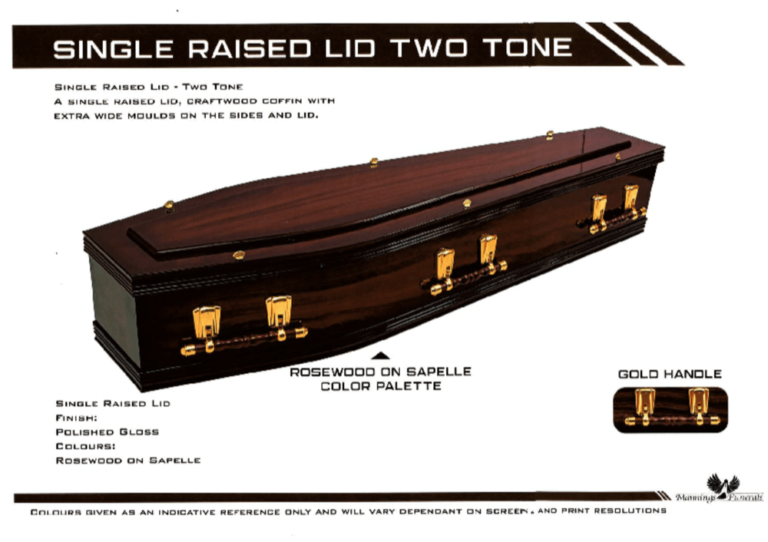 SINGLE RAISED LID TWO TONE
SINGLE RAISED LID - TWO TONE
A SINGLE RAISED LID, CRAFTWOOD COFFIN WITH
EXTRA WIDE MOULDS ON THE SIDES AND LID.
ROSEWOOD ON SAPELLE
COLOR PALETTE
GOLD HANDLE
SINGLE RAISED LID
FINISH:
POLISHED GLOSS
COLOURS:
ROSEWOOD ON SAPELLE
Mannings Funerals
COLOURS GIVEN AS AN INDICATIVE REFERENCE ONLY AND WILL VARY DEPENDANT ON SCREEN, AND PRINT RESOLUTIONS